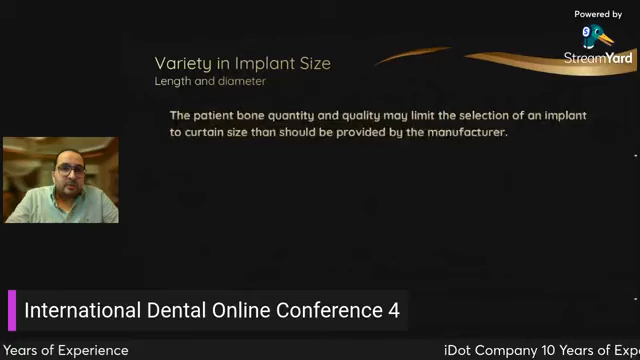 Powered by
StreamYard
Variety in Implant Size
Length and diameter
The patient bone quantity and quality may limit the selection of an implant
to curtain size than should be provided by the manufacturer.
International Dental Online Conference 4
Years of Experience
iDot Company 10 Years of Exp